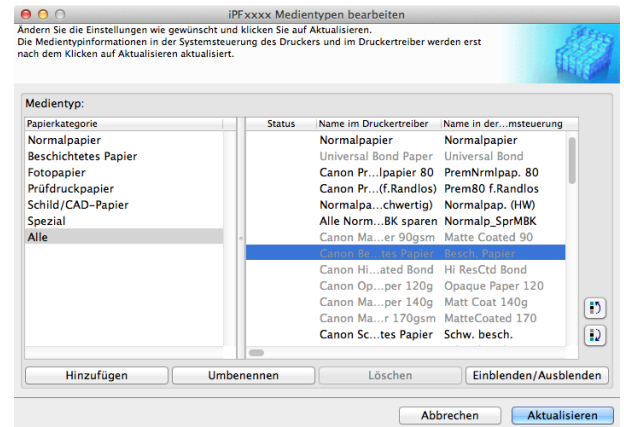 iPFxxxx Medientypen bearbeiten
Ändern Sie die Einstellungen wie gewünscht und klicken Sie auf Aktualisieren.
Die Medientypinformationen in der Systemsteuerung des Druckers und im Druckertreiber werden erst
nach dem Klicken auf Aktualisieren aktualisiert.
Medientyp:
Papierkategorie
Normalpapier
Beschichtetes Papier
Fotopapier
Prüfdruckpapier
Schild/CAD-Papier
Spezial
Alle
Status Name im Druckertreiber Name in der...msteuerung
Normalpapier Normalpapier
Universal Bond Paper Universal Bond
Canon Pr...lpapier 80 PremNrmlpap. 80
Canon Pr...(f.Randlos) Prem80 f.Randlos
Normalpa...chwertig) Normalpap. (HW)
Alle Norm...BK sparen Normalp_SprMBK
Canon Ma...er 90gsm Matte Coated 90
Canon Be...tes Papier Besch. Papier
Canon Hi...ated Bond Hi ResCtd Bond
Canon Op...per 120g Opaque Paper 120
Canon Ma...per 140g Matt Coat 140g
Canon Ma...r 170gsm MatteCoated 170
Canon Sc...tes Papier Schw. besch.
Hinzufügen Umbenennen Löschen Einblenden/Ausblenden
Abbrechen Aktualisieren